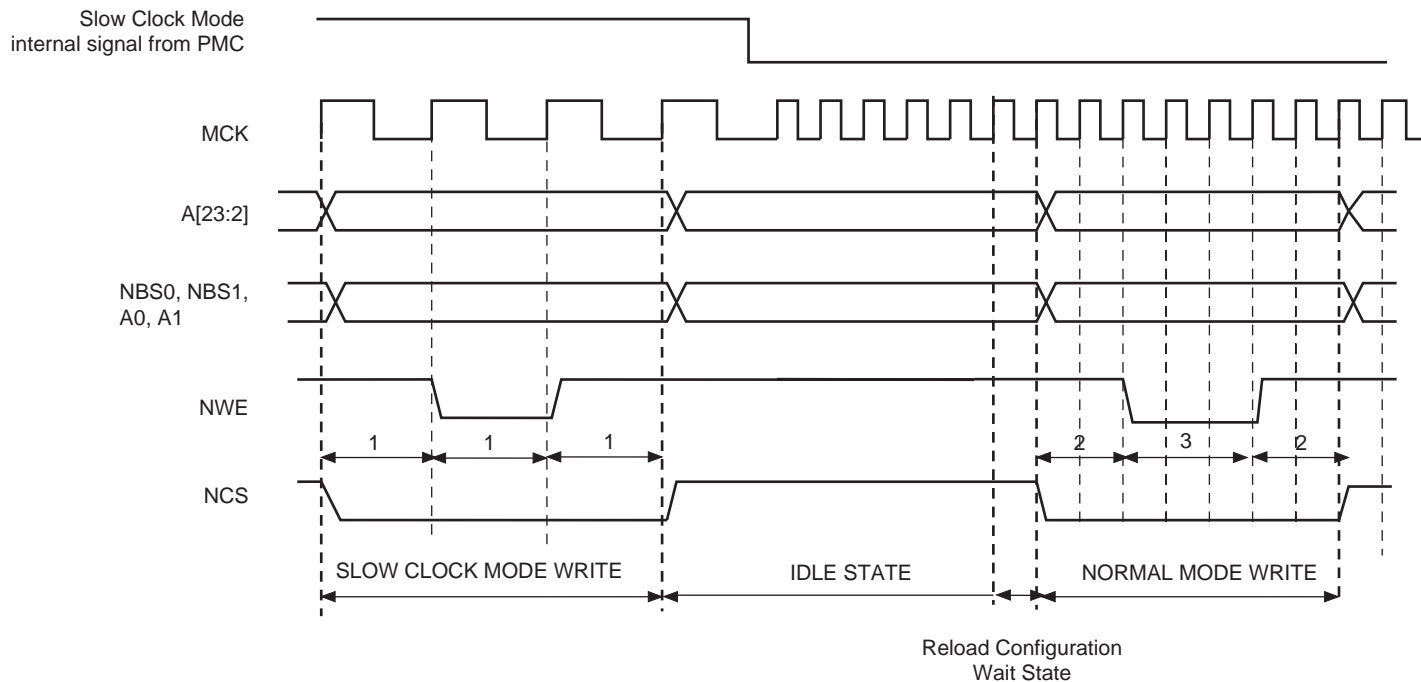 Slow Clock Mode
internal signal from PMC
MCK
A[23:2]
NBS0, NBS1,
A0, A1
NWE
1 1 1 2 3 2
NCS
SLOW CLOCK MODE WRITE IDLE STATE NORMAL MODE WRITE
Reload Configuration
Wait State